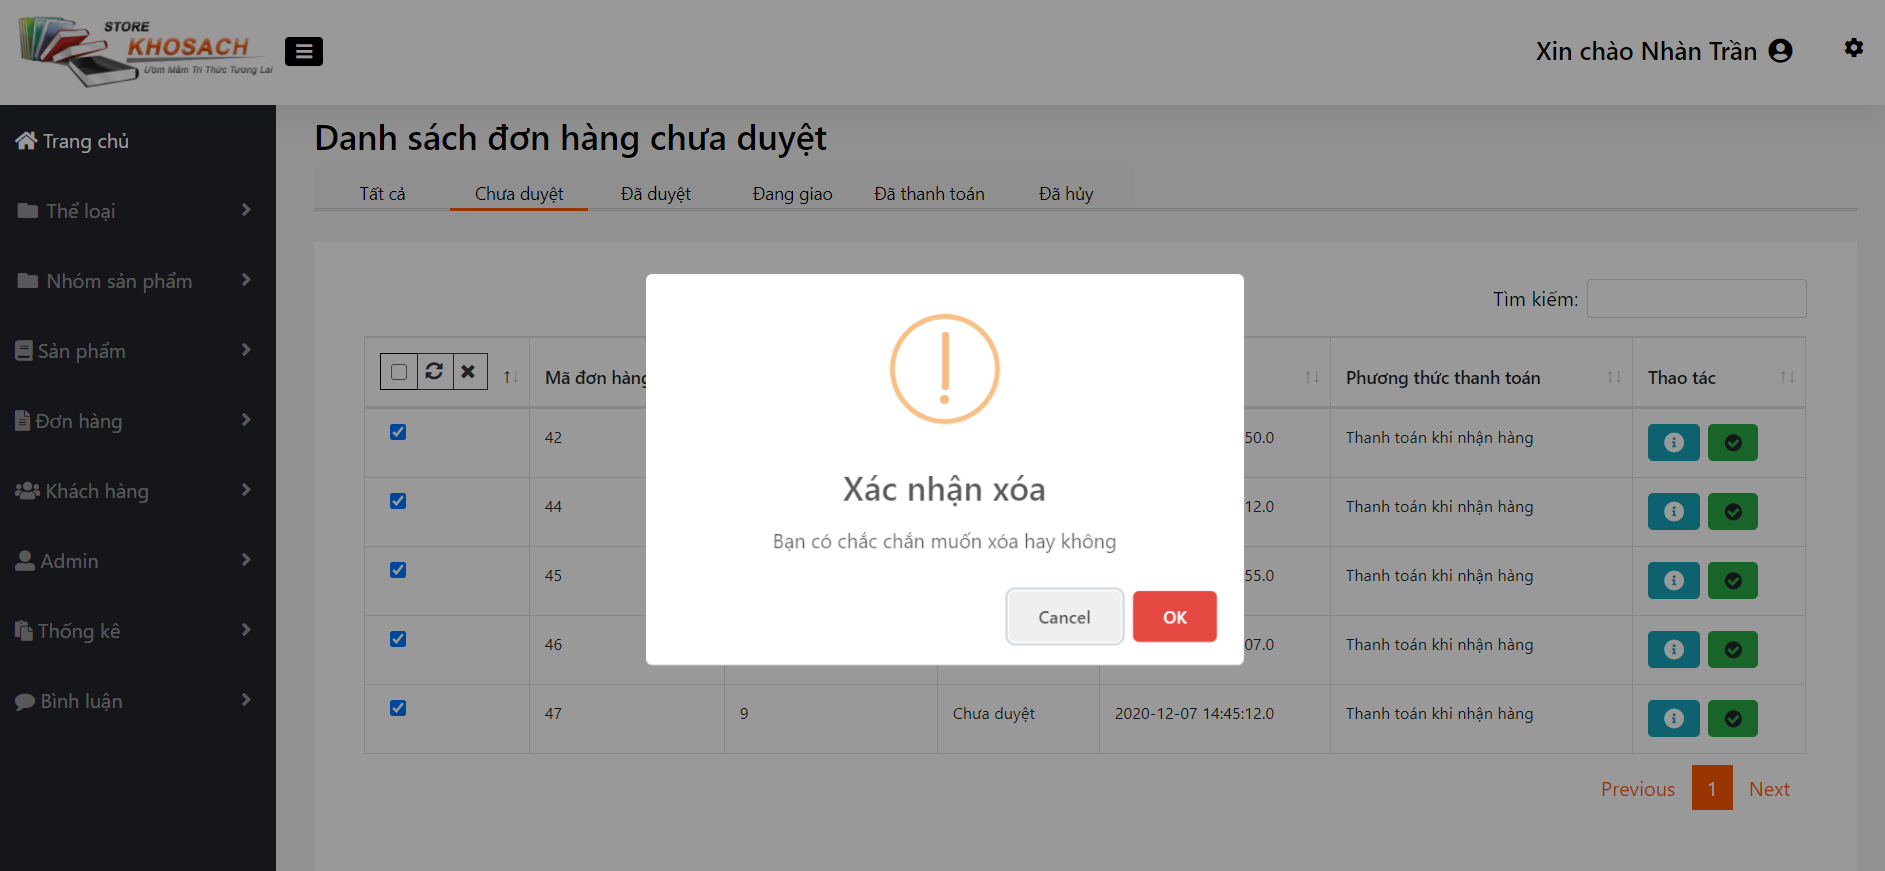 STORE
KHOSACH
Ươm Mầm Tri Thức Tương Lai
Xin chào Nhàn Trần
Trang chủ
Thể loại
Nhóm sản phẩm
Sản phẩm
Đơn hàng
Khách hàng
Admin
Thống kê
Bình luận
Danh sách đơn hàng chưa duyệt
Tất cả Chưa duyệt Đã duyệt Đang giao Đã thanh toán Đã hủy
Tìm kiếm:
Mã đơn hàng Phương thức thanh toán Thao tác
42 50.0 Thanh toán khi nhận hàng
44 12.0 Thanh toán khi nhận hàng
45 55.0 Thanh toán khi nhận hàng
46 07.0 Thanh toán khi nhận hàng
47 9 Chưa duyệt 2020-12-07 14:45:12.0 Thanh toán khi nhận hàng
Previous 1 Next
Xác nhận xóa
Bạn có chắc chắn muốn xóa hay không
Cancel OK